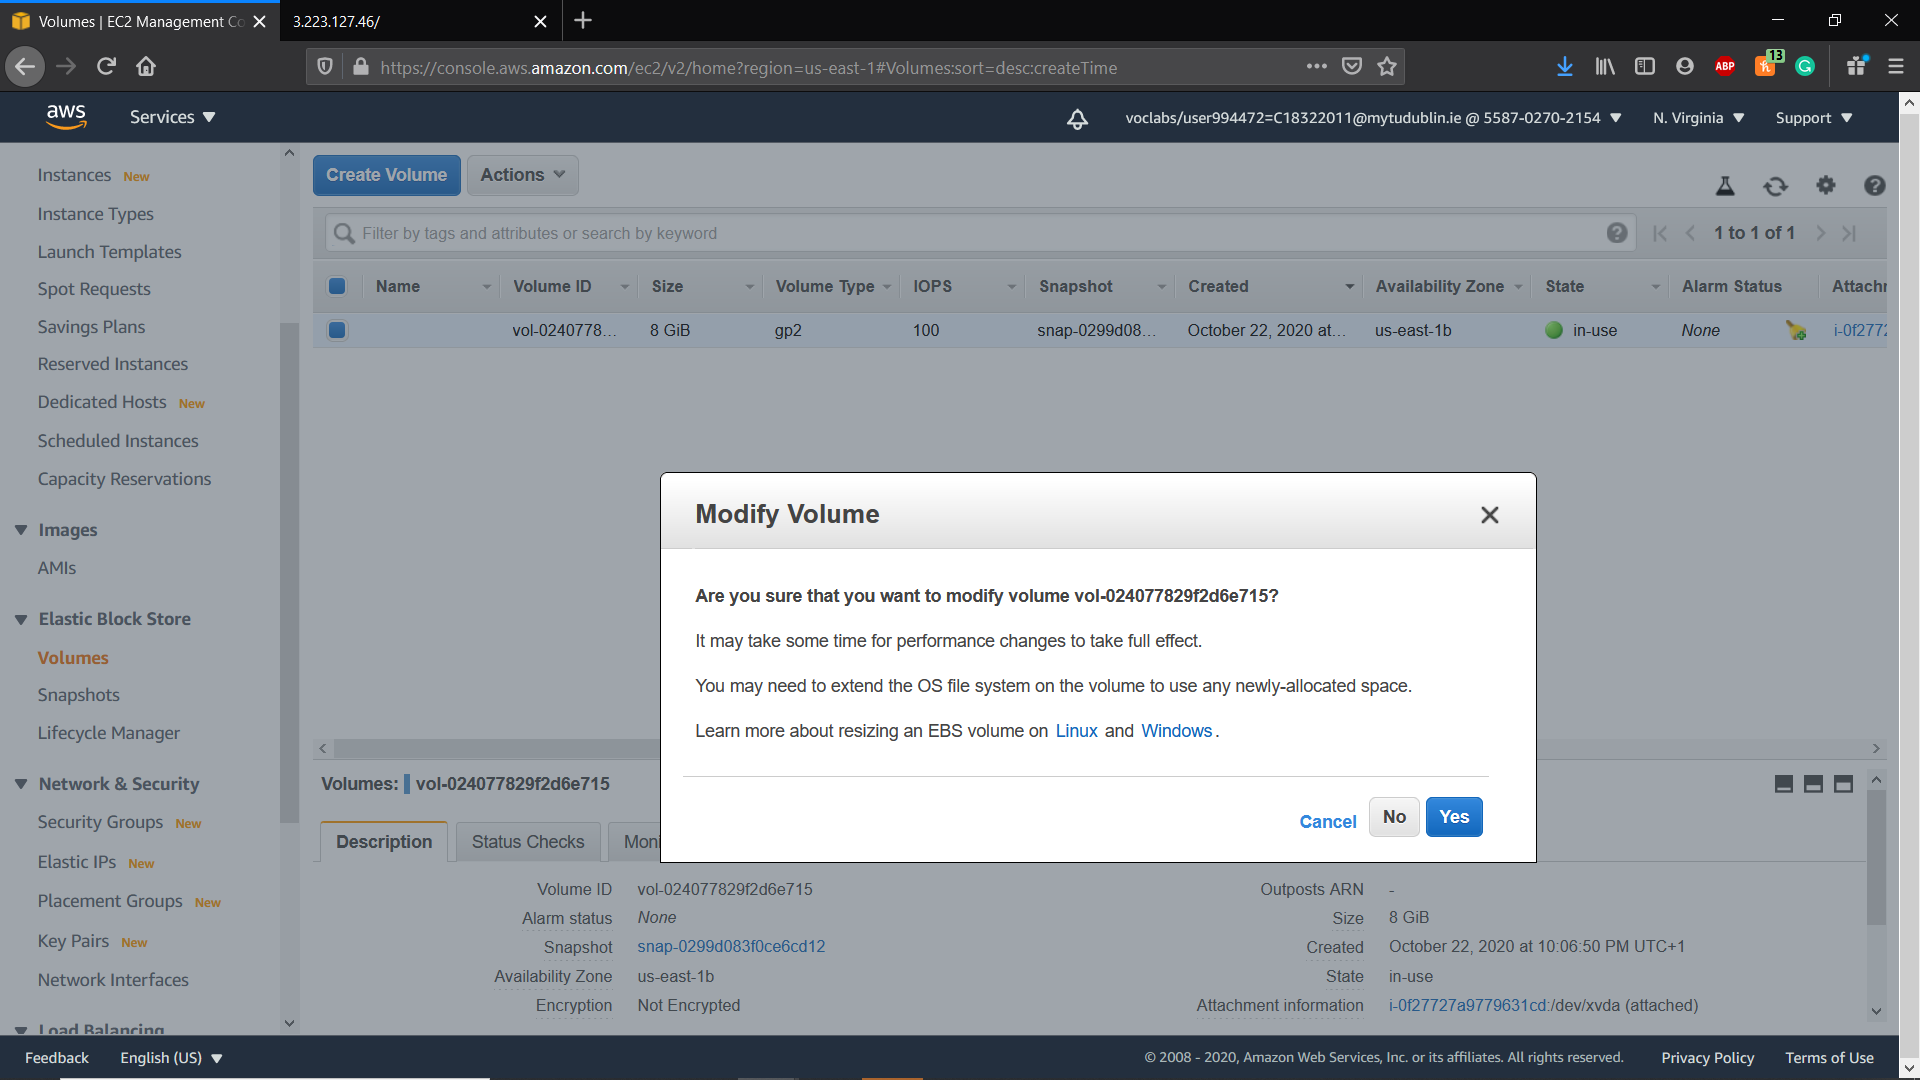 Volumes | EC2 Management Co
3.223.127.46/
https://console.aws.amazon.com/ec2/v2/home?region=us-east-1#Volumes:sort=desc:createTime
ABP
13
aws
Services
voclabs/user994472=C18322011@mytudublin.ie @ 5587-0270-2154
N. Virginia
Support
Instances New
Instance Types
Launch Templates
Spot Requests
Savings Plans
Reserved Instances
Dedicated Hosts New
Scheduled Instances
Capacity Reservations
Images
AMIs
Elastic Block Store
Volumes
Snapshots
Lifecycle Manager
Network & Security
Security Groups New
Elastic IPs New
Placement Groups New
Key Pairs New
Network Interfaces
Load Balancing
Create Volume
Actions
Filter by tags and attributes or search by keyword
1 to 1 of 1
Name Volume ID Size Volume Type IOPS Snapshot Created Availability Zone State Alarm Status Attachr
vol-0240778... 8 GiB gp2 100 snap-0299d08... October 22, 2020 at... us-east-1b in-use None i-0f277
Modify Volume
Are you sure that you want to modify volume vol-024077829f2d6e715?
It may take some time for performance changes to take full effect.
You may need to extend the OS file system on the volume to use any newly-allocated space.
Learn more about resizing an EBS volume on Linux and Windows.
Cancel No Yes
Volumes: vol-024077829f2d6e715
Description Status Checks Moni
Volume ID vol-024077829f2d6e715
Alarm status None
Snapshot snap-0299d083f0ce6cd12
Availability Zone us-east-1b
Encryption Not Encrypted
Outposts ARN -
Size 8 GiB
Created October 22, 2020 at 10:06:50 PM UTC+1
State in-use
Attachment information i-0f27727a9779631cd:/dev/xvda (attached)
Feedback English (US)
© 2008 - 2020, Amazon Web Services, Inc. or its affiliates. All rights reserved. Privacy Policy Terms of Use